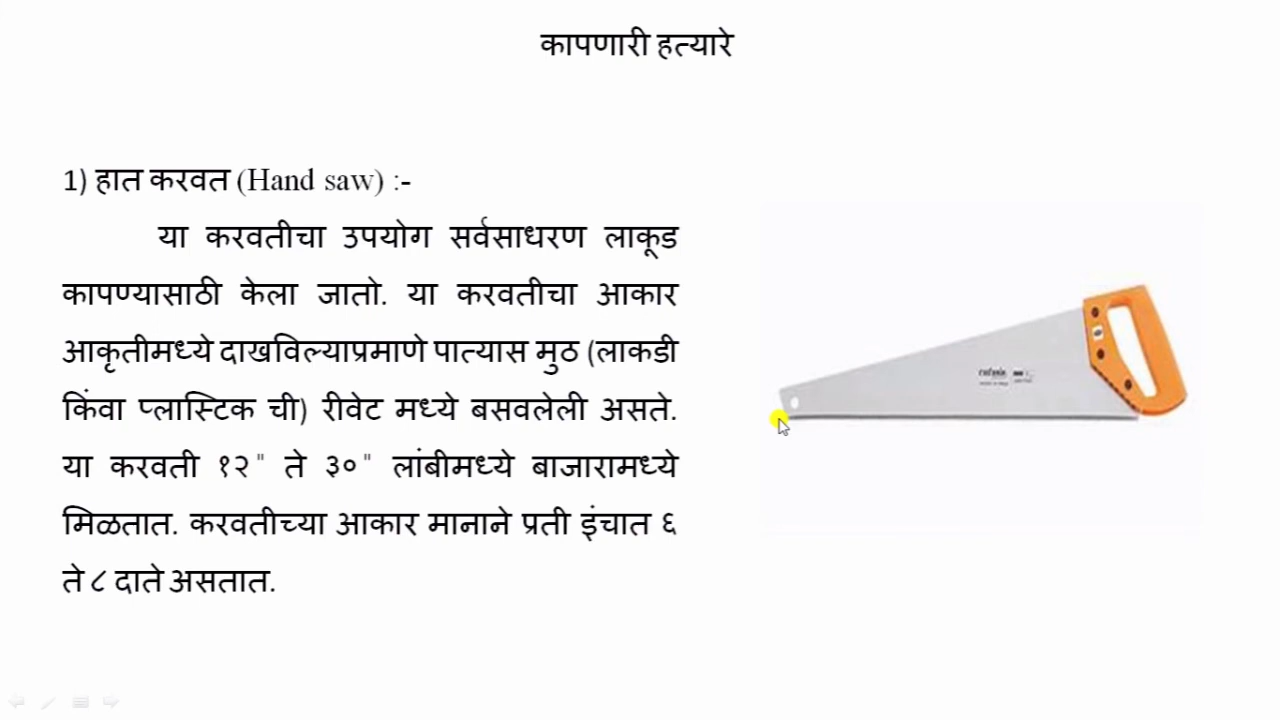 कापणारी हत्यारे
1) हात करवत (Hand saw) :-
या करवतीचा उपयोग सर्वसाधरण लाकूड
कापण्यासाठी केला जातो. या करवतीचा आकार
आकृतीमध्ये दाखविल्याप्रमाणे पात्यास मुठ (लाकडी
किंवा प्लास्टिक ची) रीवेट मध्ये बसवलेली असते.
या करवती १२" ते ३०" लांबीमध्ये बाजारामध्ये
मिळतात. करवतीच्या आकार मानाने प्रती इंचात ६
ते ८ दाते असतात.